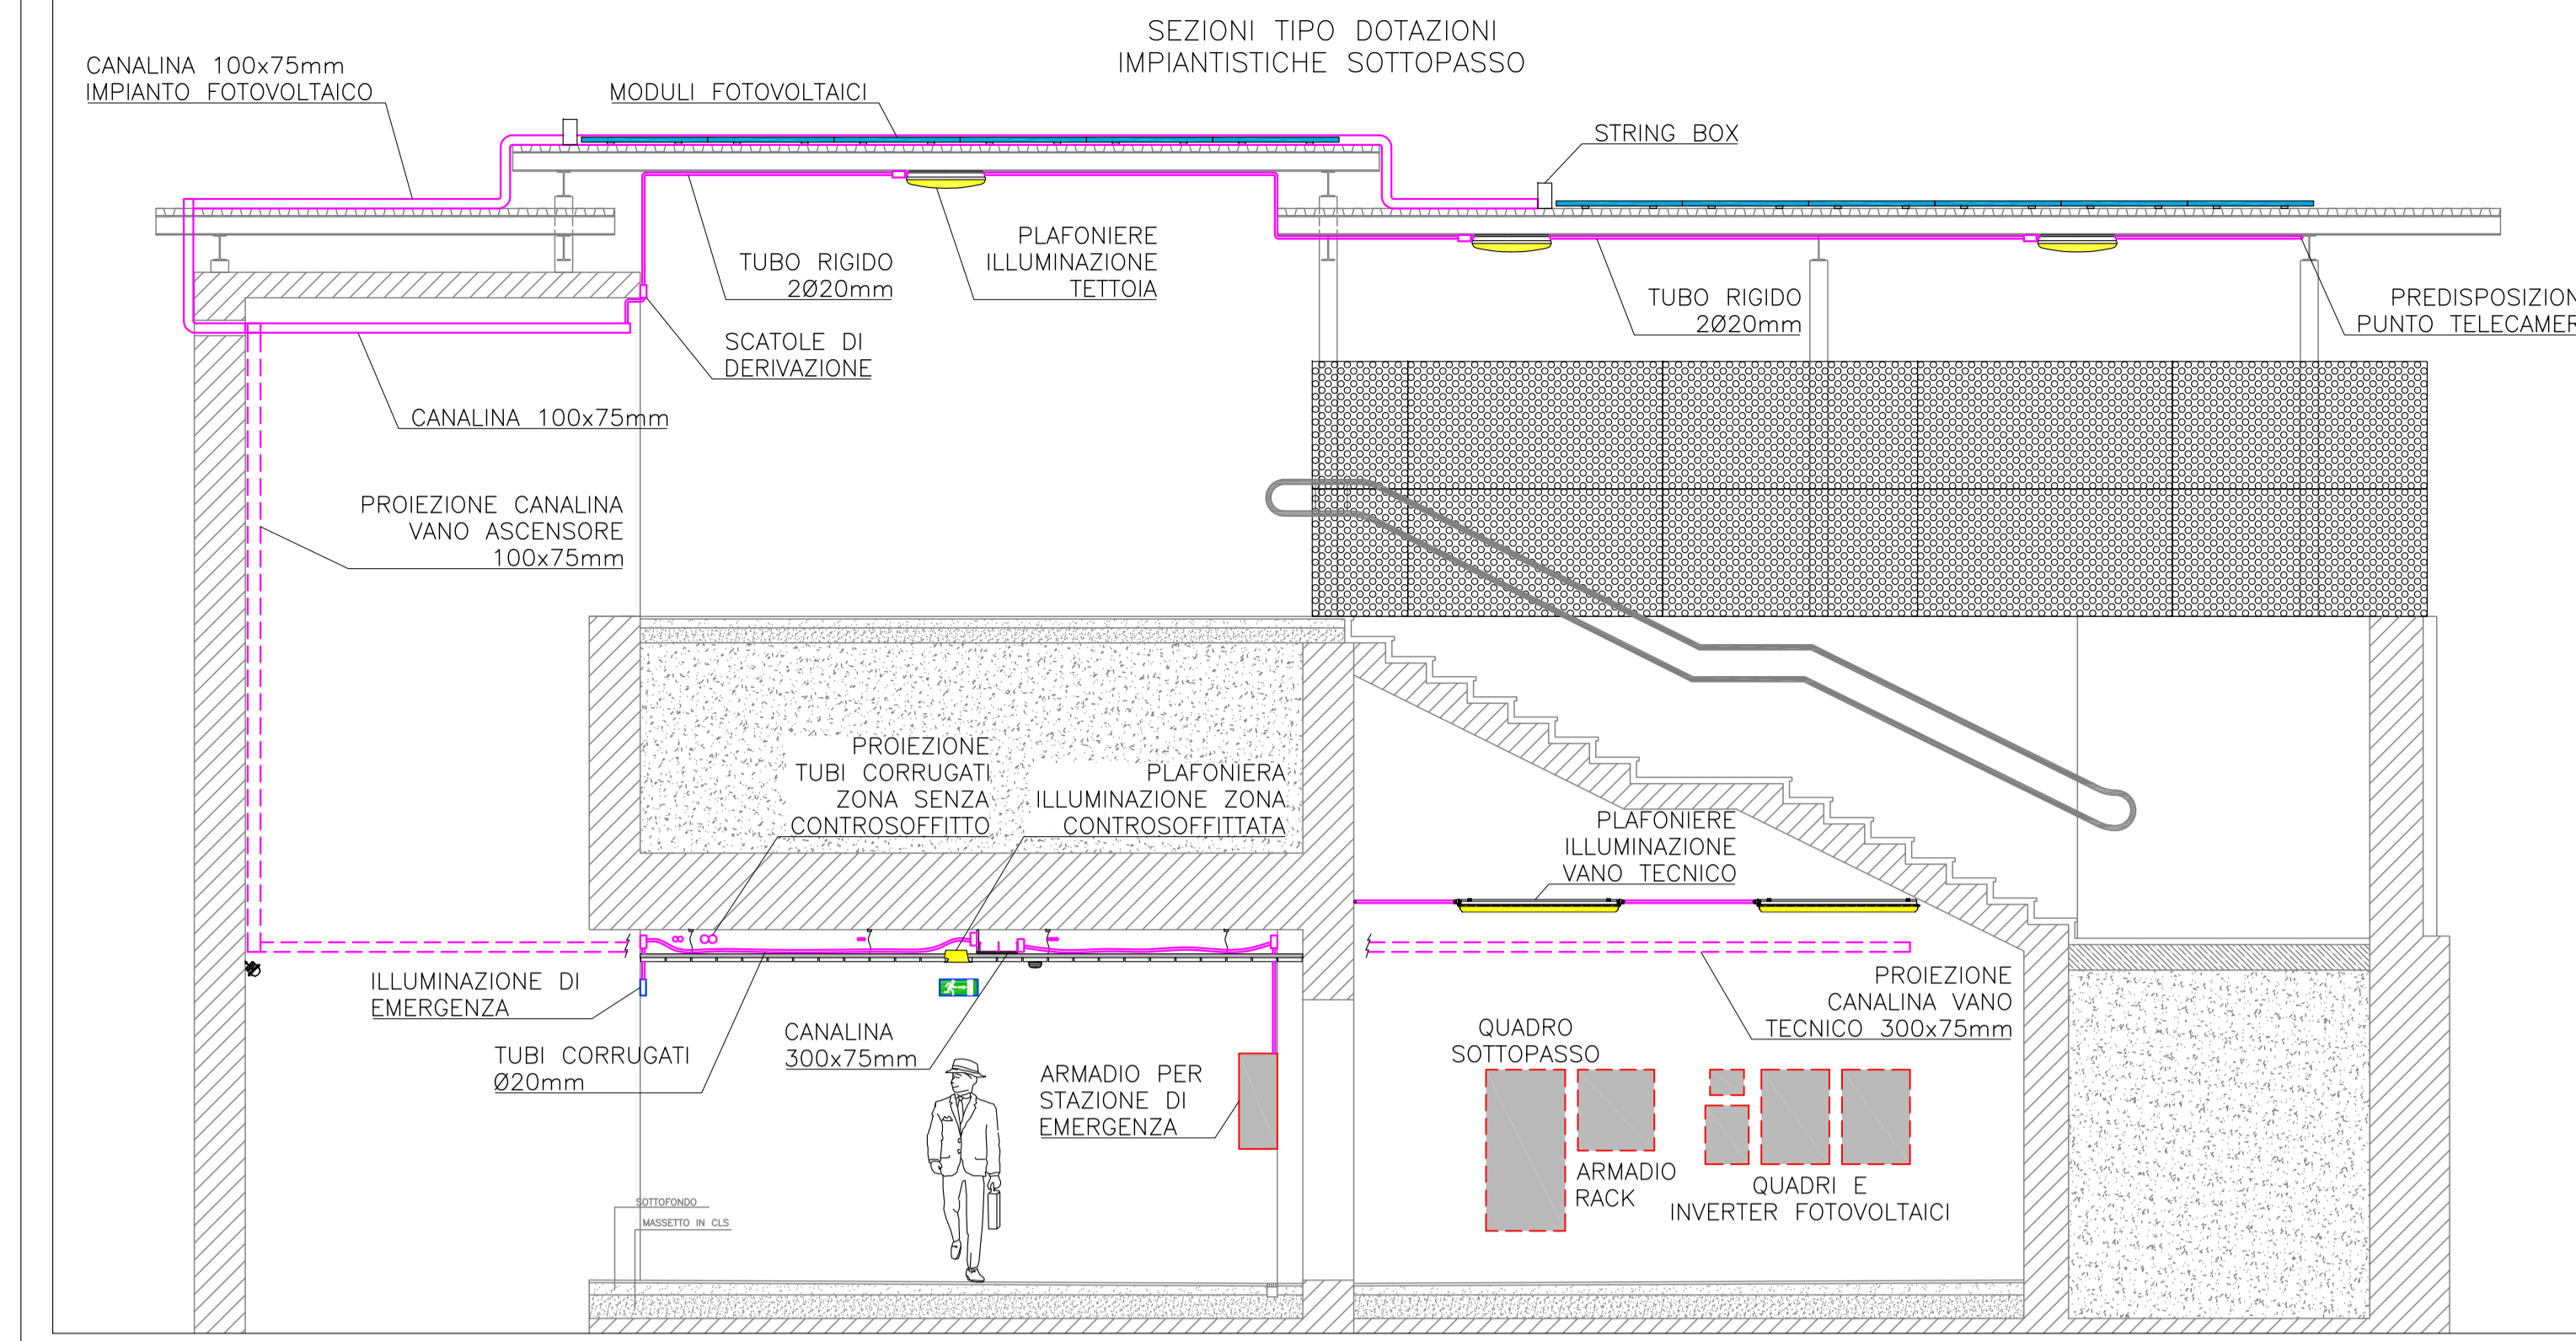 SEZIONI TIPO DOTAZIONI
IMPIANTISTICHE SOTTOPASSO
CANALINA 100x75mm
IMPIANTO FOTOVOLTAICO
MODULI FOTOVOLTAICI
STRING BOX
TUBO RIGIDO
2Ø20mm
PLAFONIERE
ILLUMINAZIONE
TETTOIA
TUBO RIGIDO
2Ø20mm
PREDISPOSIZION
PUNTO TELECAMER
SCATOLE DI
DERIVAZIONE
CANALINA 100x75mm
PROIEZIONE CANALINA
VANO ASCENSORE
100x75mm
PROIEZIONE
TUBI CORRUGATI
ZONA SENZA
CONTROSOFFITTO
PLAFONIERA
ILLUMINAZIONE ZONA
CONTROSOFFITTATA
PLAFONIERE
ILLUMINAZIONE
VANO TECNICO
ILLUMINAZIONE DI
EMERGENZA
TUBI CORRUGATI
Ø20mm
CANALINA
300x75mm
ARMADIO PER
STAZIONE DI
EMERGENZA
PROIEZIONE
CANALINA VANO
TECNICO 300x75mm
QUADRO
SOTTOPASSO
ARMADIO
RACK
QUADRI E
INVERTER FOTOVOLTAICI
SOTTOFONDO
MASSETTO IN CLS